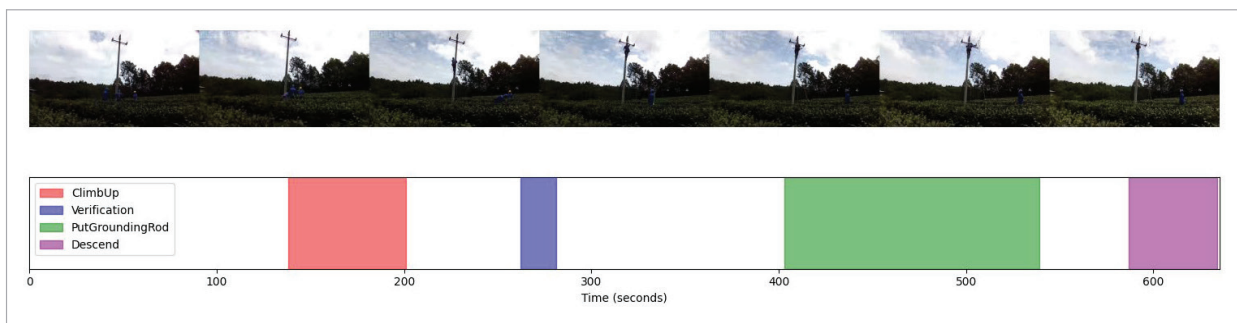 ClimbUp
Verification
PutGroundingRod
Descend
0 100 200 300 400 500 600
Time (seconds)